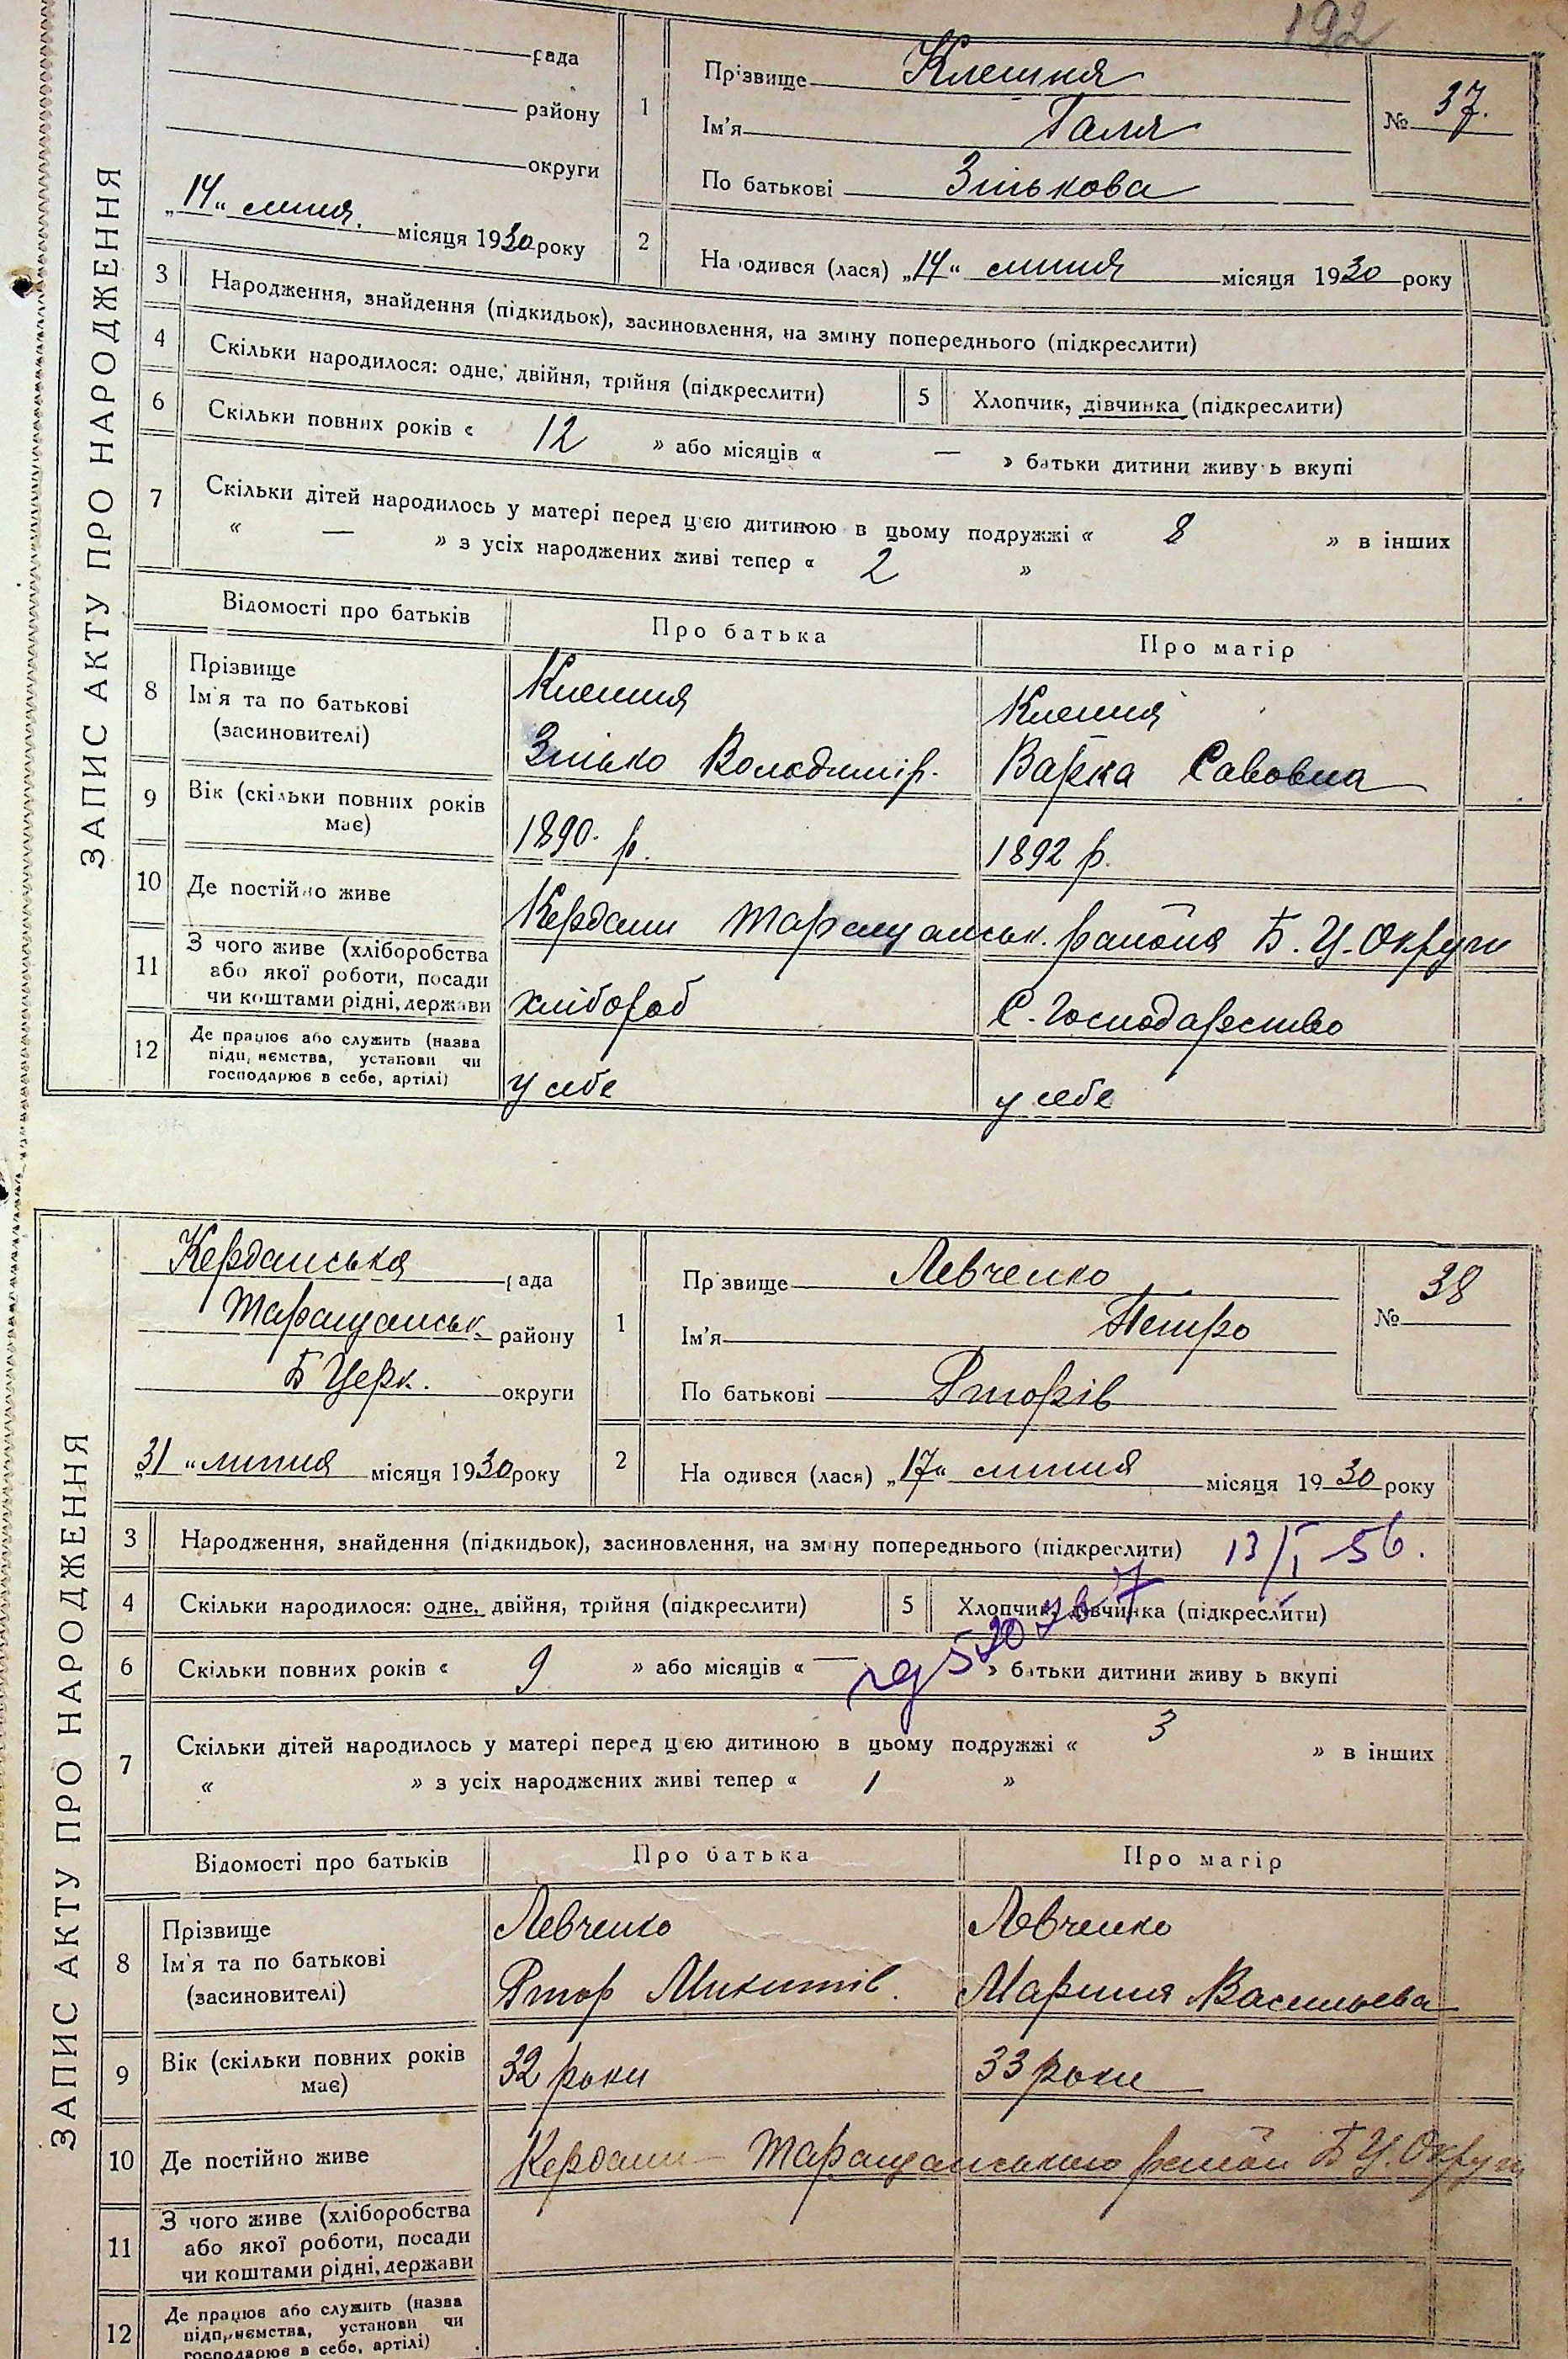 192
ЗАПИС АКТУ ПРО НАРОДЖЕННЯ
рада
району
округи
„14“ липня місяця 1930 року
1 Прізвище Клешня
Ім'я Галя
По батькові Зінькова
№ 37.
2 Народився (лася) „14“ липня місяця 1930 року
3 Народження, знайдення (підкидьок), засиновлення, на зміну попереднього (підкреслити)
4 Скільки народилося: одне, двійня, трійня (підкреслити) 5 Хлопчик, дівчинка (підкреслити)
6 Скільки повних років « 12 » або місяців « — » батьки дитини живуть вкупі
7 Скільки дітей народилось у матері перед цією дитиною в цьому подружжі « 8 » в інших
« — » з усіх народжених живі тепер « 2 »
Відомості про батьків Про батька Про матір
8 Прізвище
Ім'я та по батькові
(засиновителі)
Клешня
Зінько Володимір.
Клешня
Варка Савовна
9 Вік (скільки повних років
має)
1890. р.
1892 р.
10 Де постійно живе
Кердани Таращанськ. района Б. Ц. Округи
11 З чого живе (хліборобства
або якої роботи, посади
чи коштами рідні, держави
хлібороб
С. Господарство
12 Де працює або служить (назва
підприємства, установи чи
господарює в себе, артілі)
у себе
у себе
ЗАПИС АКТУ ПРО НАРОДЖЕННЯ
Керданська рада
Таращанськ. району
Б Церк. округи
„31“ липня місяця 1930 року
1 Прізвище Левченко
Ім'я Петро
По батькові
№ 38
2 Народився (лася) „17“ липня місяця 1930 року
3 Народження, знайдення (підкидьок), засиновлення, на зміну попереднього (підкреслити) 13/I 56.
4 Скільки народилося: одне, двійня, трійня (підкреслити) 5 Хлопчик, дівчинка (підкреслити)
6 Скільки повних років « 9 » або місяців « — » батьки дитини живуть вкупі
7 Скільки дітей народилось у матері перед цією дитиною в цьому подружжі « 3 » в інших
« » з усіх народжених живі тепер « 1 »
Відомості про батьків Про батька Про матір
8 Прізвище
Ім'я та по батькові
(засиновителі)
Левченко
Микитів.
Левченко
Марина Васильева
9 Вік (скільки повних років
має)
32 роки
33 роки
10 Де постійно живе
Кердани — Таращанського район Б Ц. Округи
11 З чого живе (хліборобства
або якої роботи, посади
чи коштами рідні, держави
12 Де працює або служить (назва
підприємства, установи чи
господарює в себе, артілі)